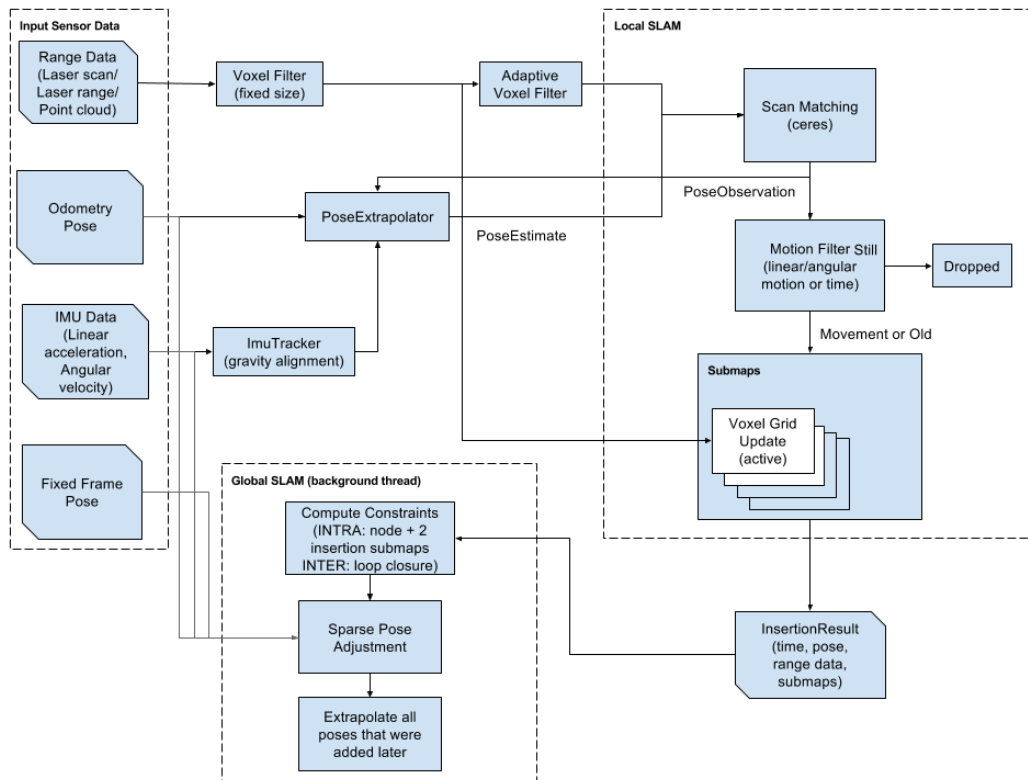 Input Sensor Data
Range Data
(Laser scan/
Laser range/
Point cloud)
Voxel Filter
(fixed size)
Adaptive
Voxel Filter
Local SLAM
Scan Matching
(ceres)
Odometry
Pose
PoseExtrapolator
PoseEstimate
PoseObservation
Motion Filter
(linear/angular
motion or time)
Still
Dropped
IMU Data
(Linear
acceleration,
Angular
velocity)
ImuTracker
(gravity alignment)
Movement or Old
Submaps
Voxel Grid
Update
(active)
Fixed Frame
Pose
Global SLAM (background thread)
Compute Constraints
(INTRA: node + 2
insertion submaps
INTER: loop closure)
Sparse Pose
Adjustment
Extrapolate all
poses that were
added later
InsertionResult
(time, pose,
range data,
submaps)